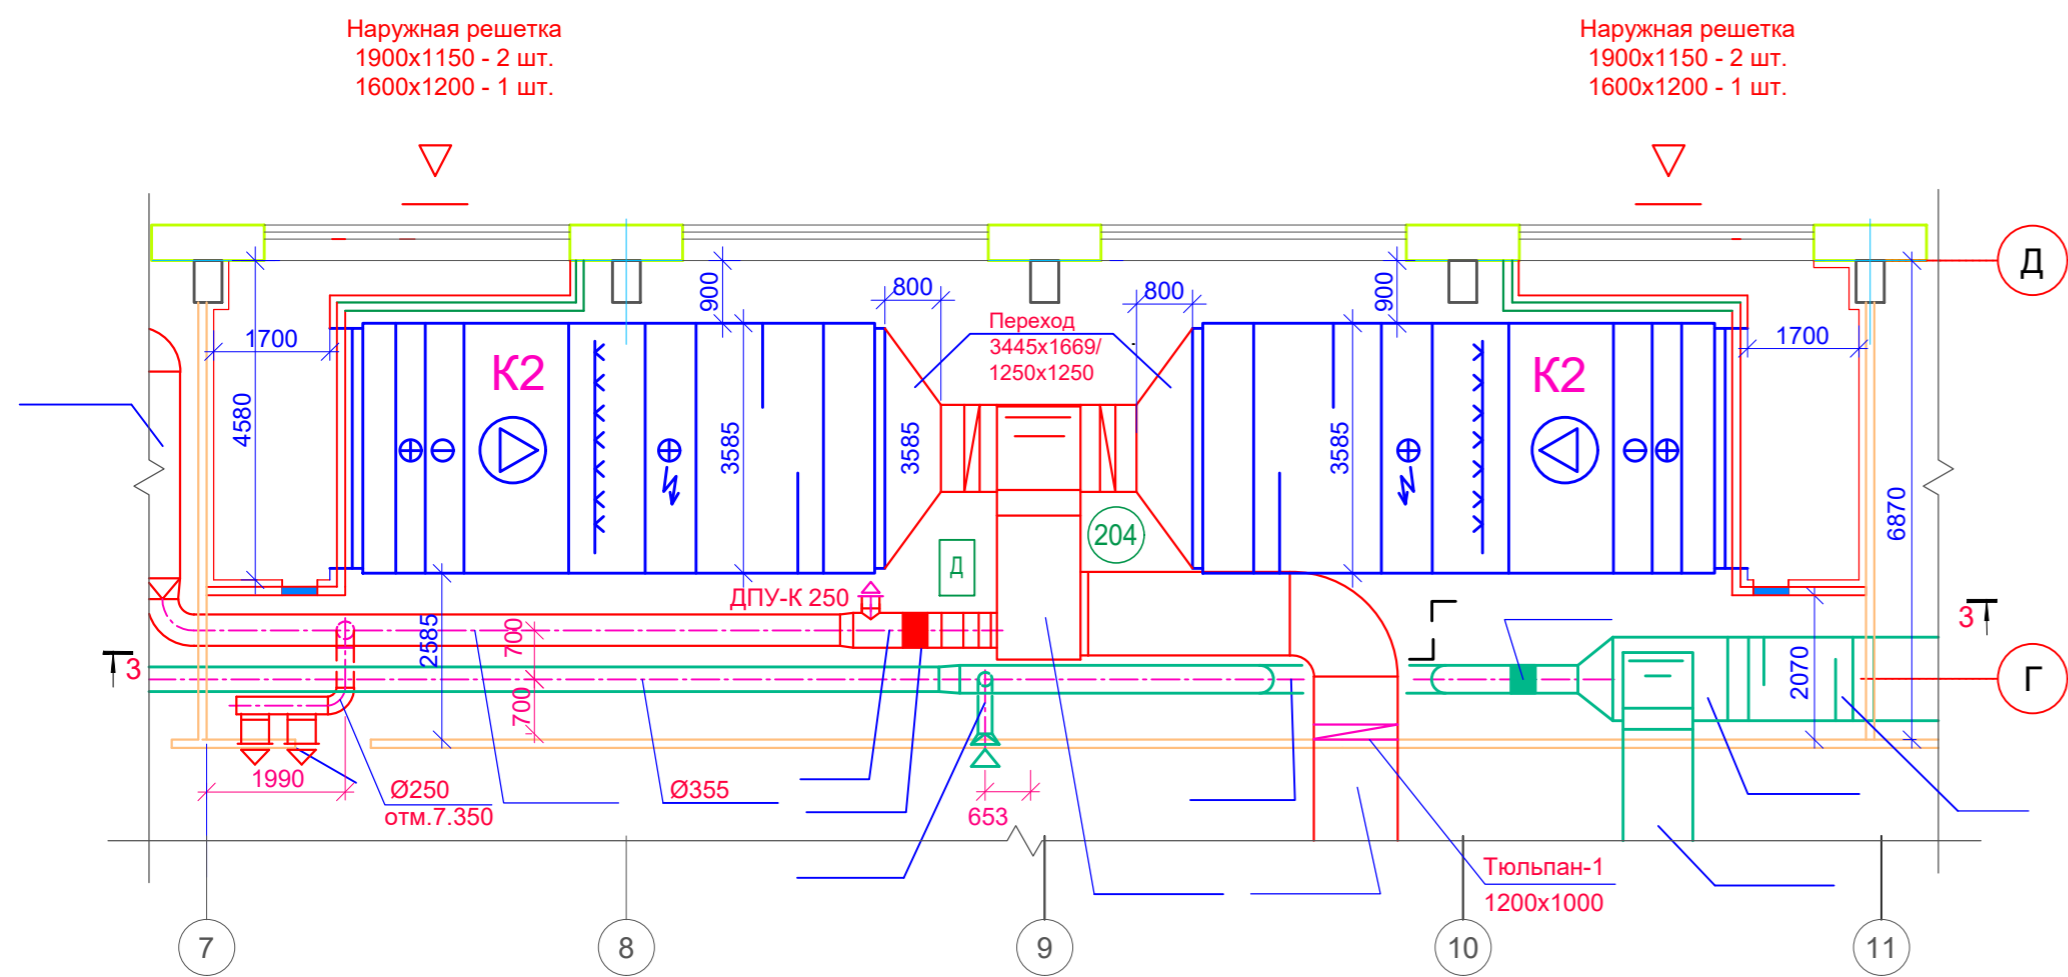 Наружная решетка
1900х1150 - 2 шт.
1600х1200 - 1 шт.
Наружная решетка
1900х1150 - 2 шт.
1600х1200 - 1 шт.
Д
900
800
800
900
1700
Переход
3445х1669/
1250х1250
1700
К2
К2
4580
3585
3585
3585
6870
204
Д
ДПУ-К 250
2585
700
3
3
700
2070
Г
1990
Ø250
отм.7.350
Ø355
653
Тюльпан-1
1200х1000
7
8
9
10
11